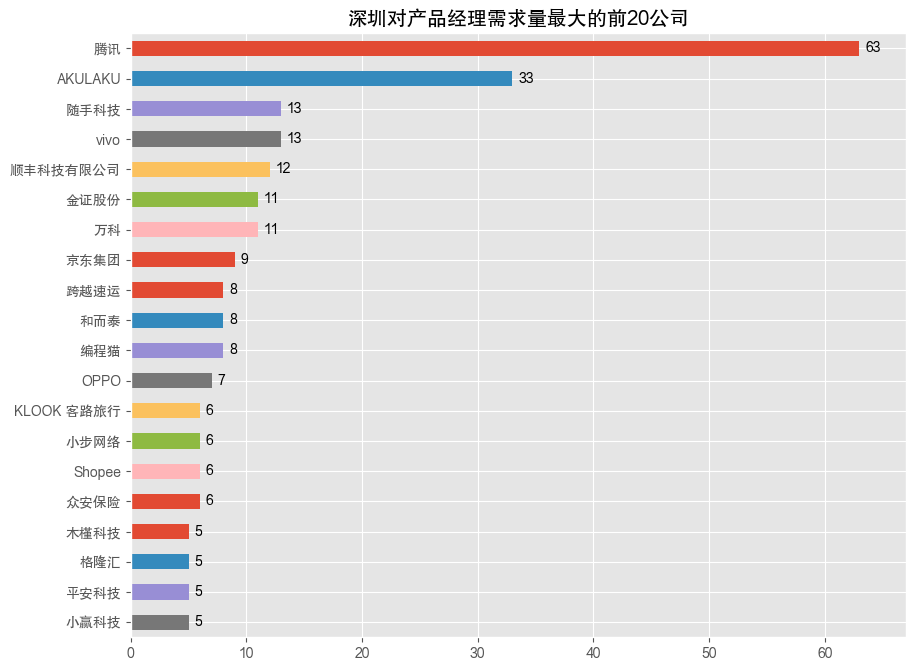 深圳对产品经理需求量最大的前20公司
腾讯 63
AKULAKU 33
随手科技 13
vivo 13
顺丰科技有限公司 12
金证股份 11
万科 11
京东集团 9
跨越速运 8
和而泰 8
编程猫 8
OPPO 7
KLOOK 客路旅行 6
小步网络 6
Shopee 6
众安保险 6
木槿科技 5
格隆汇 5
平安科技 5
小赢科技 5
0 10 20 30 40 50 60